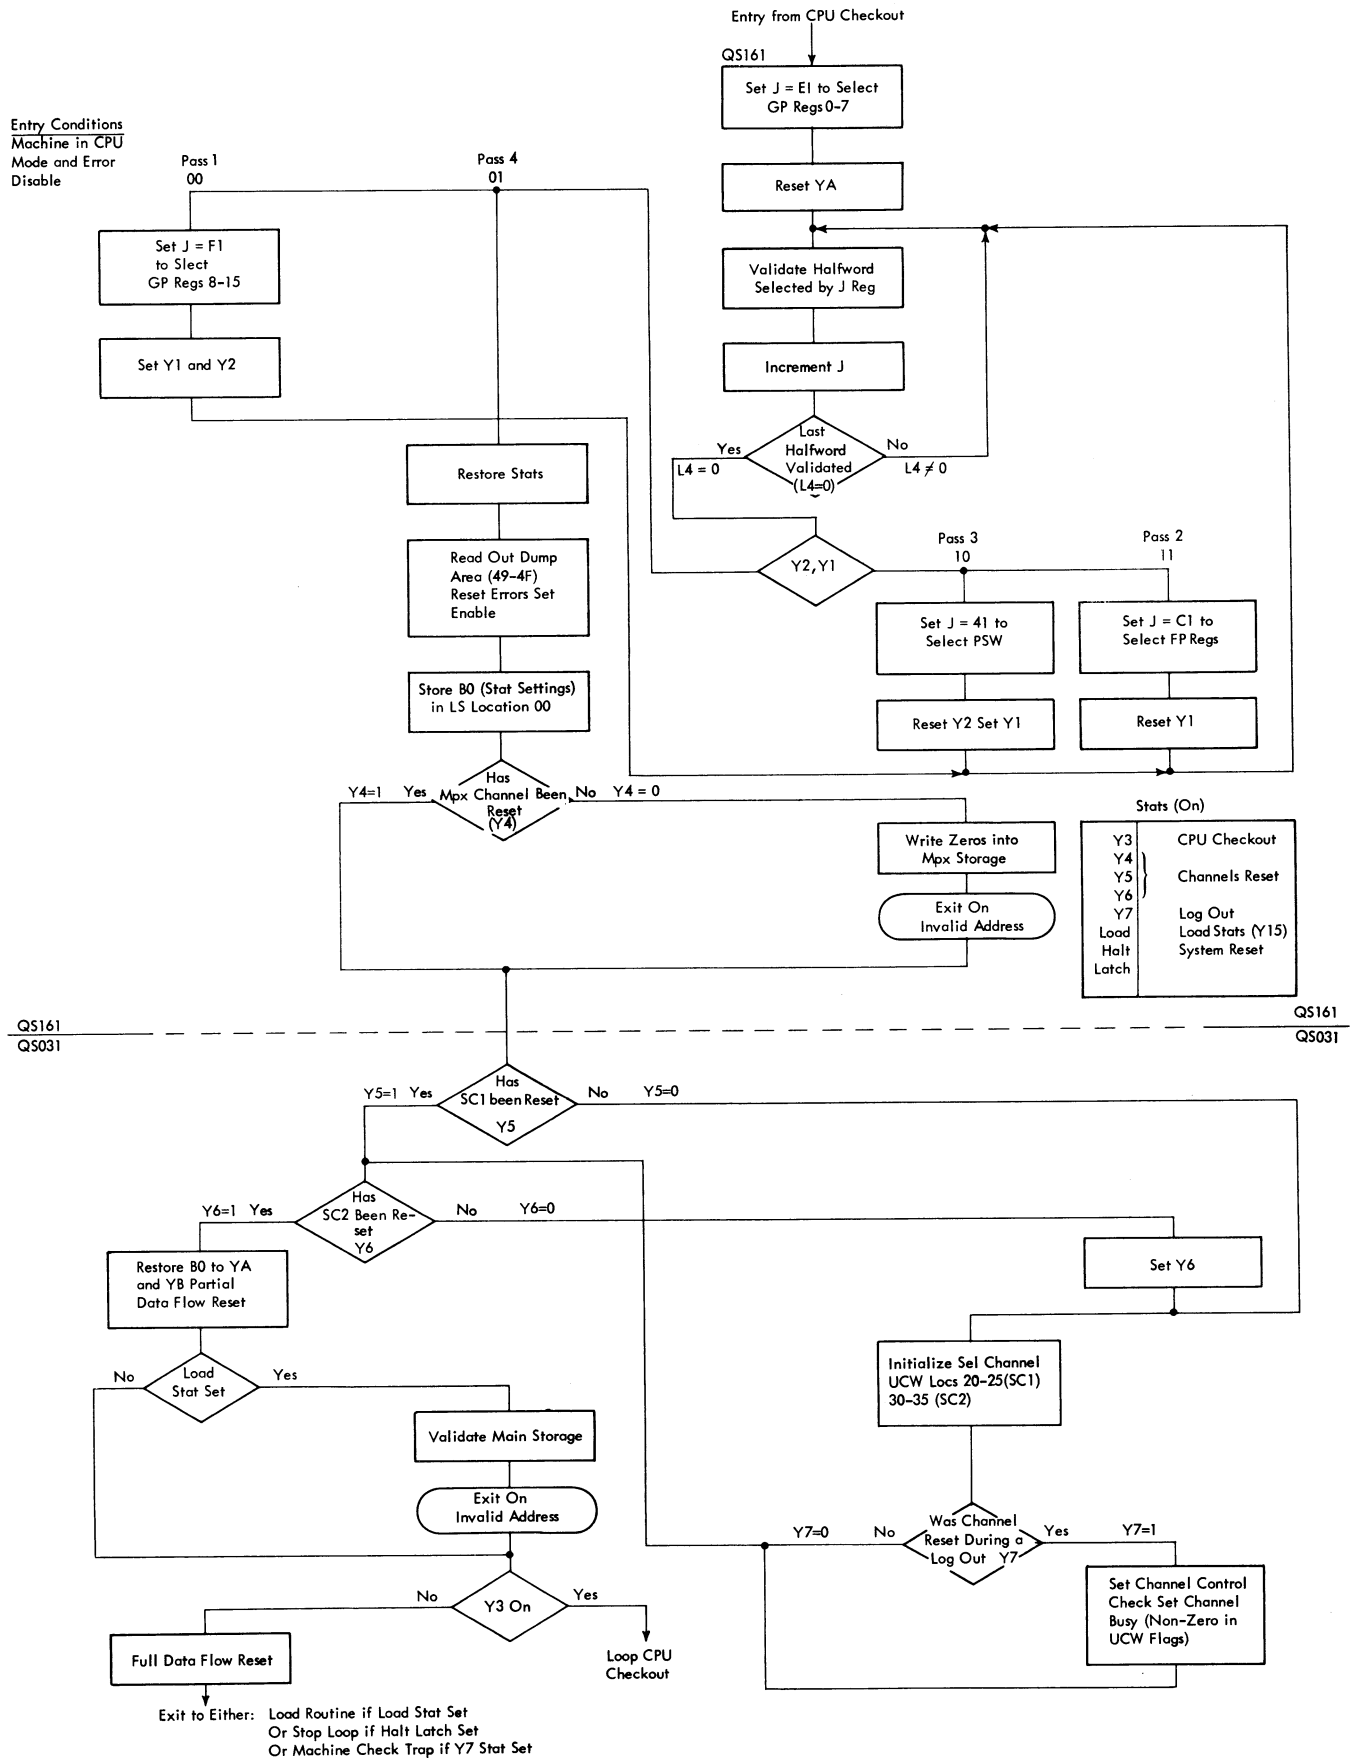 Entry from CPU Checkout
QS161
Set J = EI to Select
GP Regs 0-7
Entry Conditions
Machine in CPU
Mode and Error
Disable
Pass 1
00
Pass 4
01
Reset YA
Set J = F1
to Slect
GP Regs 8-15
Validate Halfword
Selected by J Reg
Set Y1 and Y2
Increment J
Yes
L4 = 0
Last
Halfword
Validated
(L4=0)
No
L4 ≠ 0
Restore Stats
Read Out Dump
Area (49-4F)
Reset Errors Set
Enable
Y2, Y1
Pass 3
10
Pass 2
11
Set J = 41 to
Select PSW
Set J = C1 to
Select FP Regs
Store B0 (Stat Settings)
in LS Location 00
Reset Y2 Set Y1
Reset Y1
Y4=1 Yes
Has
Mpx Channel Been
Reset
(Y4)
No Y4 = 0
Write Zeros into
Mpx Storage
Exit On
Invalid Address
Stats (On)
Y3 CPU Checkout
Y4
Y5 Channels Reset
Y6
Y7 Log Out
Load Load Stats (Y15)
Halt System Reset
Latch
QS161
QS031
QS161
QS031
Y5=1 Yes
Has
SC1 been Reset
Y5
No Y5=0
Y6=1 Yes
Has
SC2 Been Re-
set
Y6
No Y6=0
Restore B0 to YA
and YB Partial
Data Flow Reset
Set Y6
No
Load
Stat Set
Yes
Initialize Sel Channel
UCW Locs 20-25(SC1)
30-35 (SC2)
Validate Main Storage
Exit On
Invalid Address
Y7=0 No
Was Channel
Reset During a
Log Out Y7
Yes Y7=1
Set Channel Control
Check Set Channel
Busy (Non-Zero in
UCW Flags)
No
Y3 On
Yes
Full Data Flow Reset
Loop CPU
Checkout
Exit to Either: Load Routine if Load Stat Set
Or Stop Loop if Halt Latch Set
Or Machine Check Trap if Y7 Stat Set